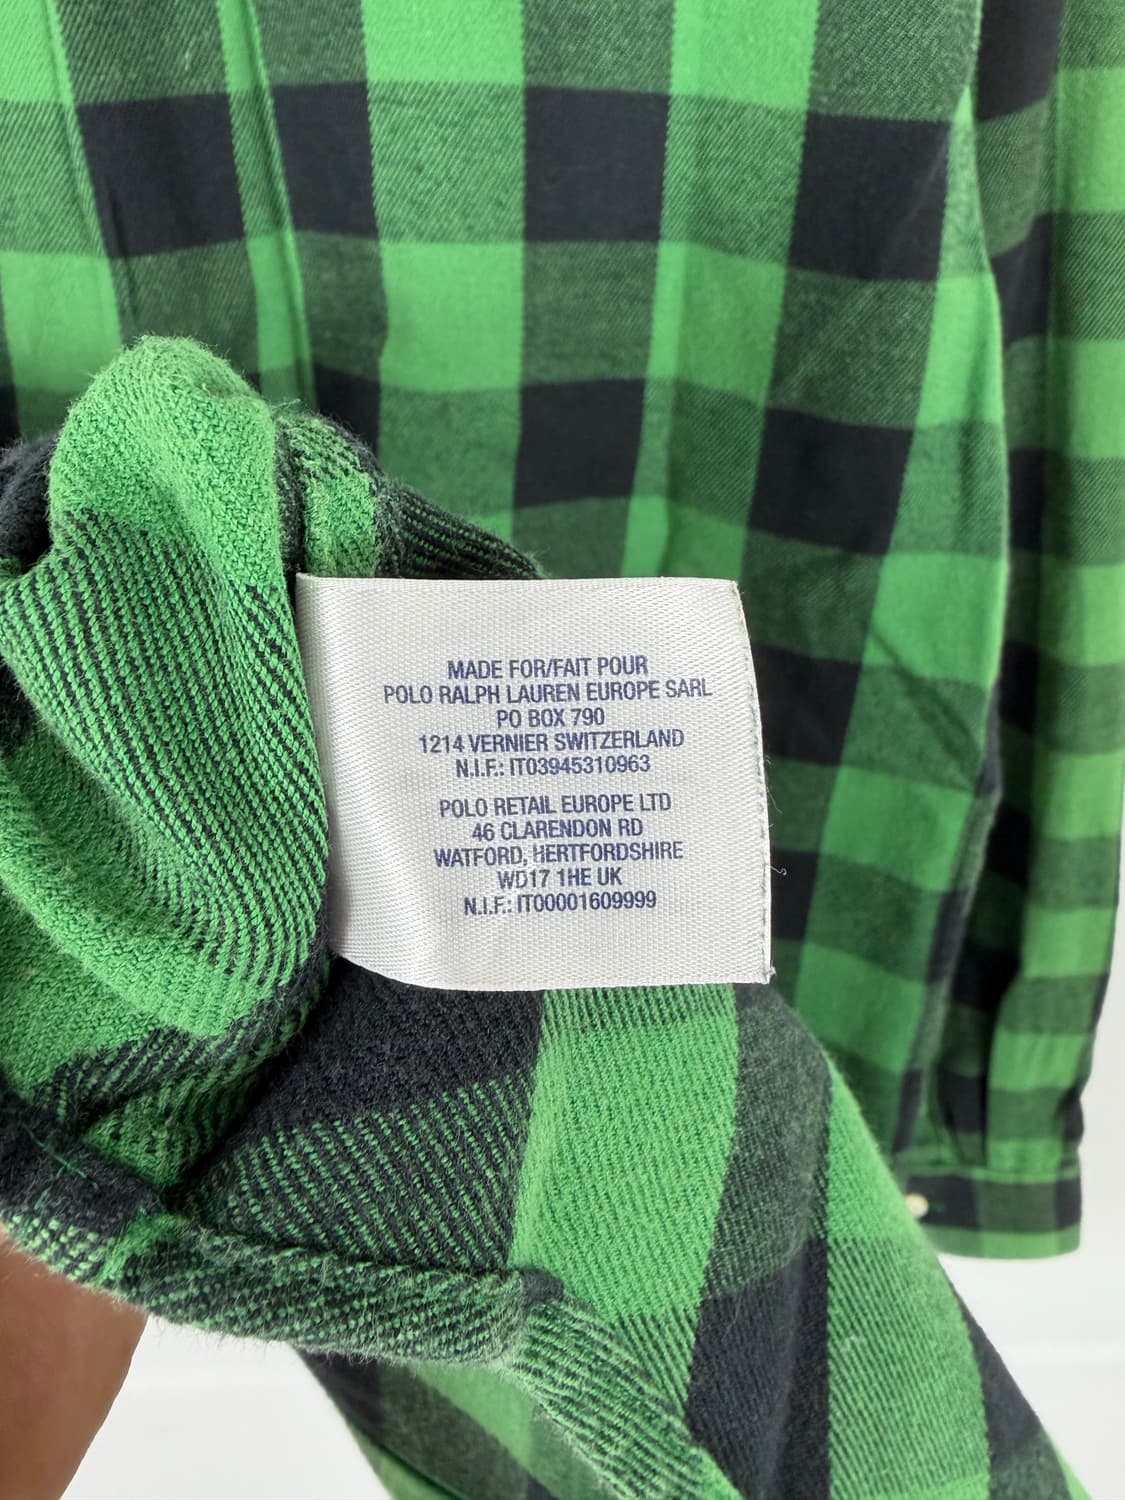 MADE FOR/FAIT POUR
POLO RALPH LAUREN EUROPE SARL
PO BOX 790
1214 VERNIER SWITZERLAND
N.I.F.: IT03945310963
POLO RETAIL EUROPE LTD
46 CLARENDON RD
WATFORD, HERTFORDSHIRE
WD17 1HE UK
N.I.F.: IT00001609999